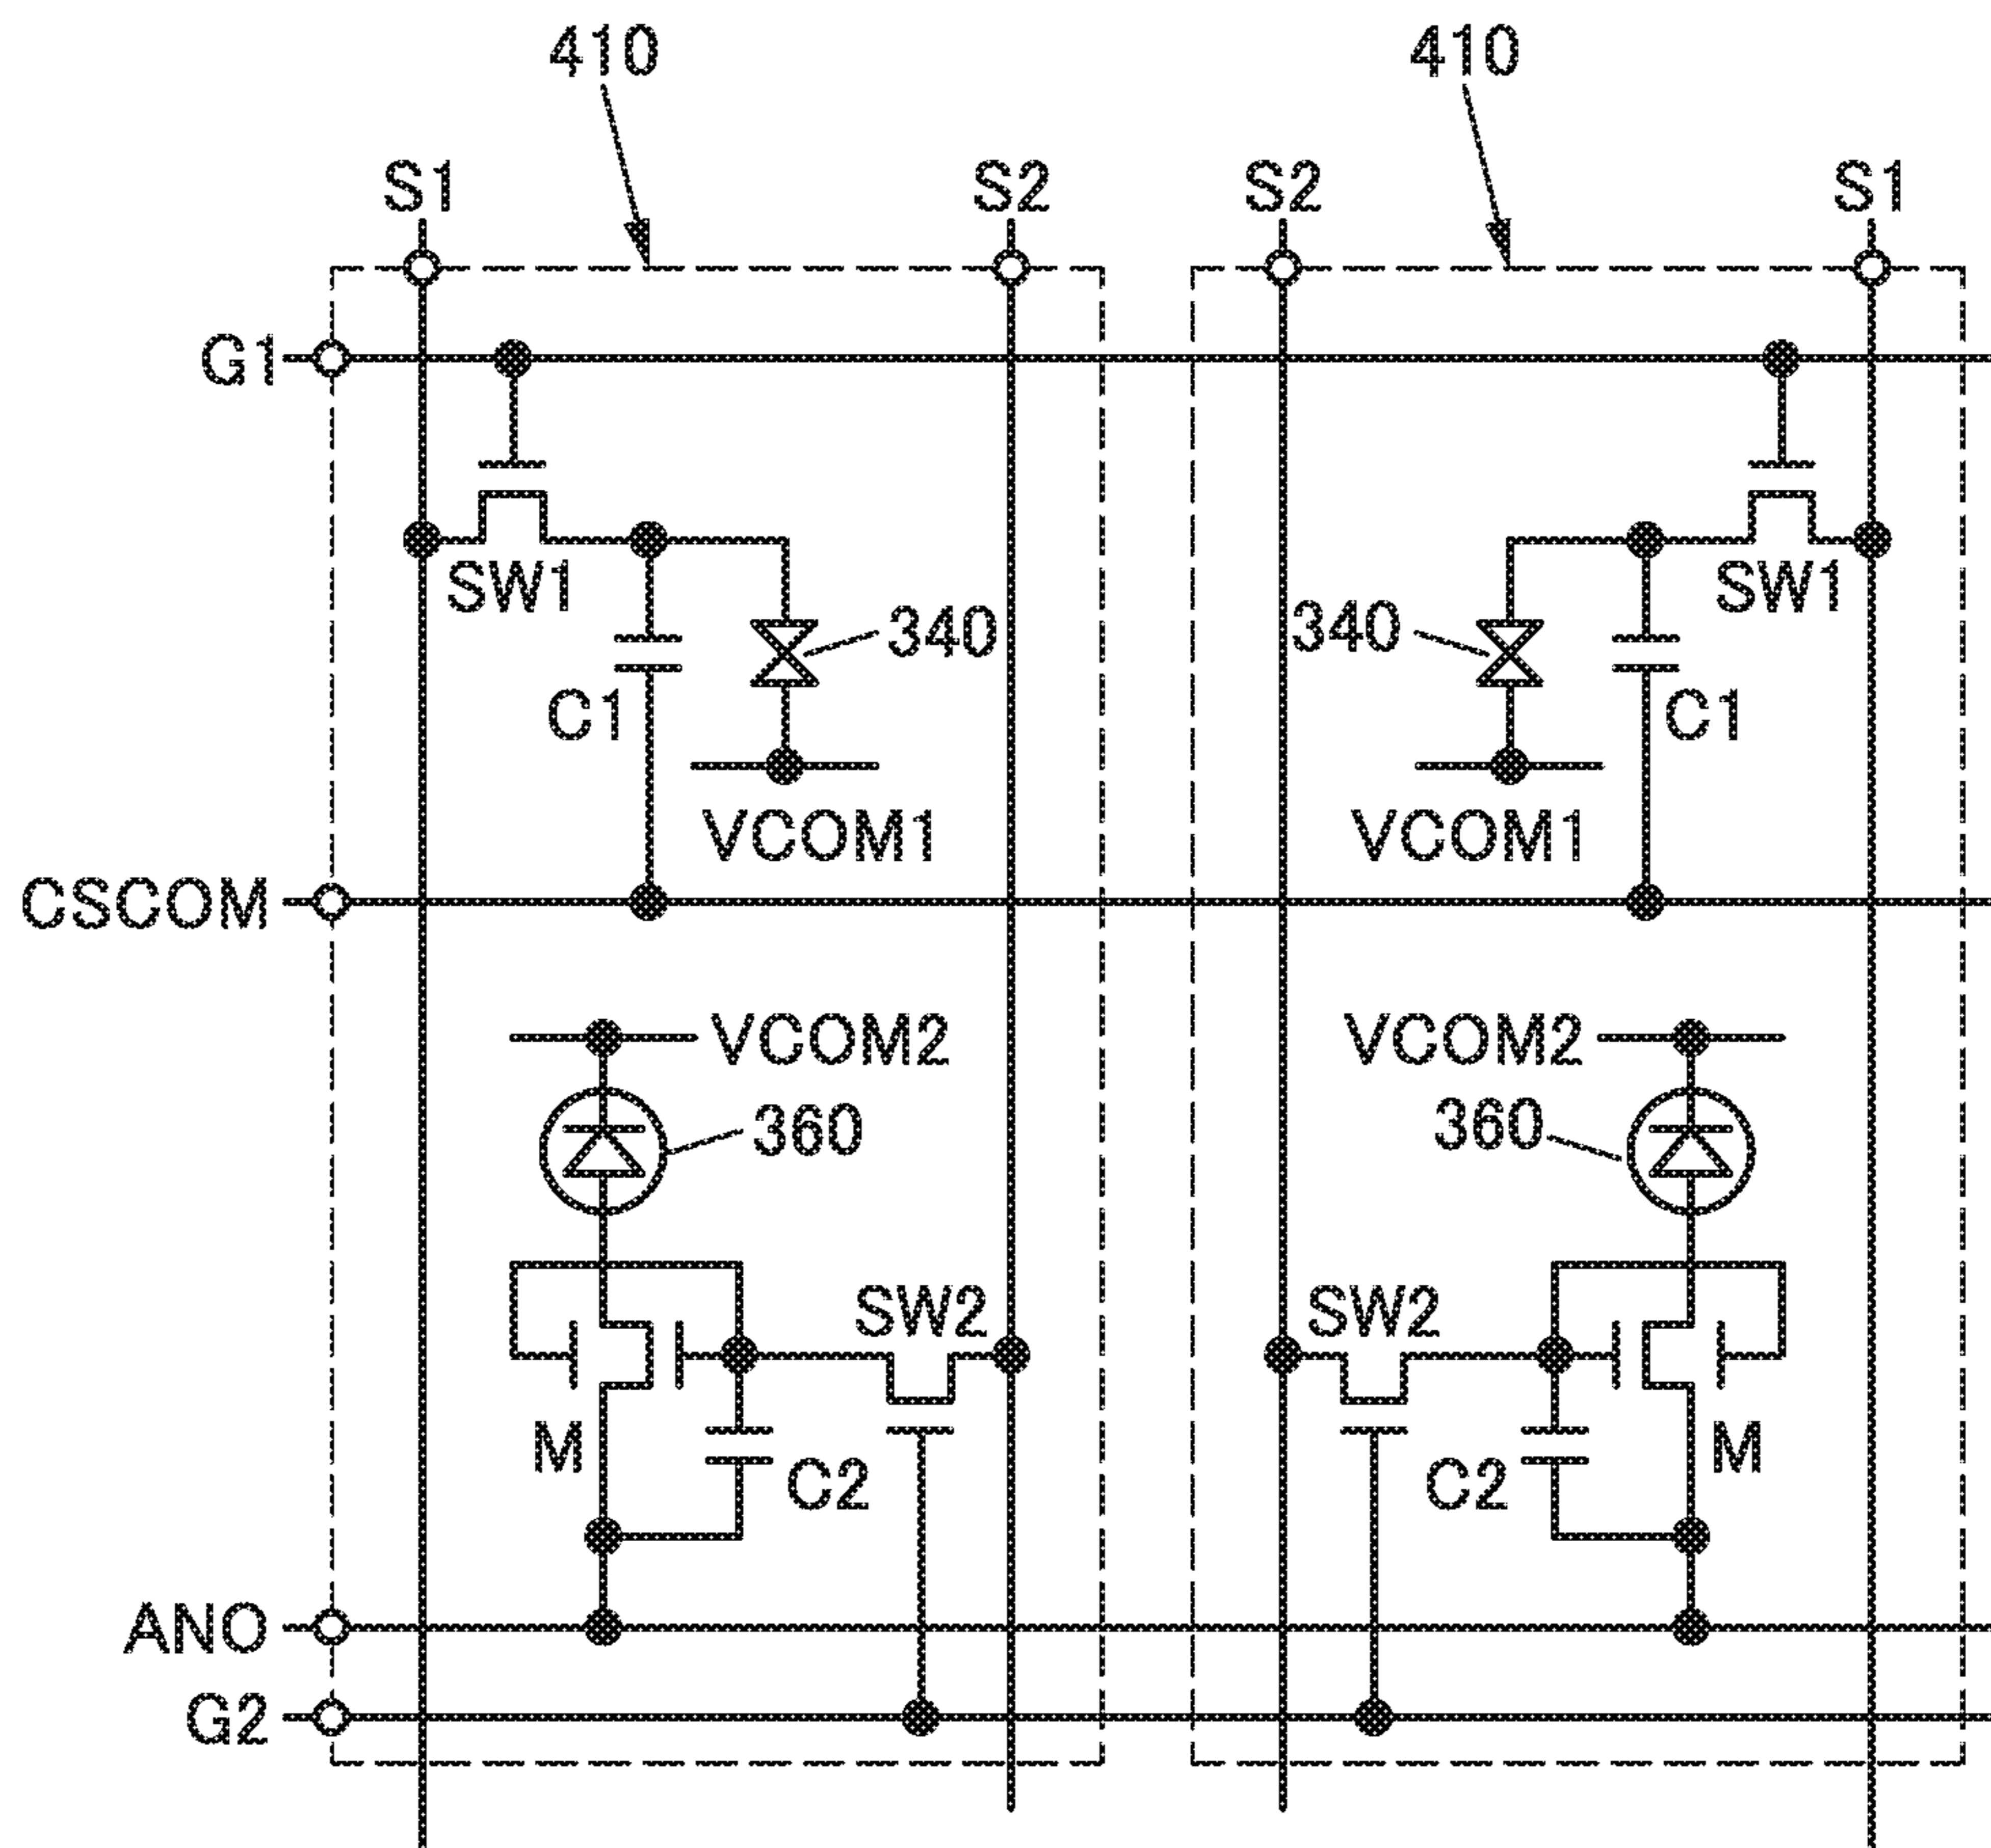 410 410
S1 S2 S2 S1
G1
SW1 SW1
340 340
C1 C1
VCOM1 VCOM1
CSCOM
VCOM2 VCOM2
360 360
SW2 SW2
M C2 C2 M
ANO
G2